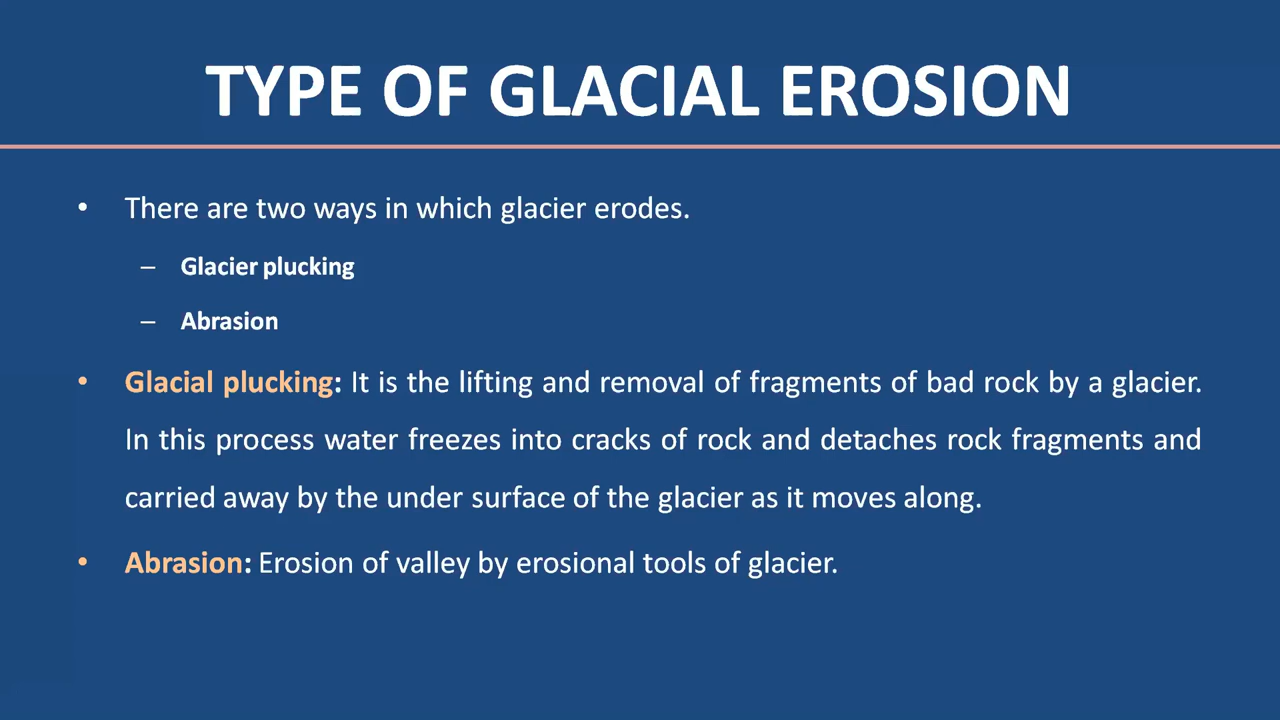 TYPE OF GLACIAL EROSION
• There are two ways in which glacier erodes.
– Glacier plucking
– Abrasion
• Glacial plucking: It is the lifting and removal of fragments of bad rock by a glacier.
In this process water freezes into cracks of rock and detaches rock fragments and
carried away by the under surface of the glacier as it moves along.
• Abrasion: Erosion of valley by erosional tools of glacier.